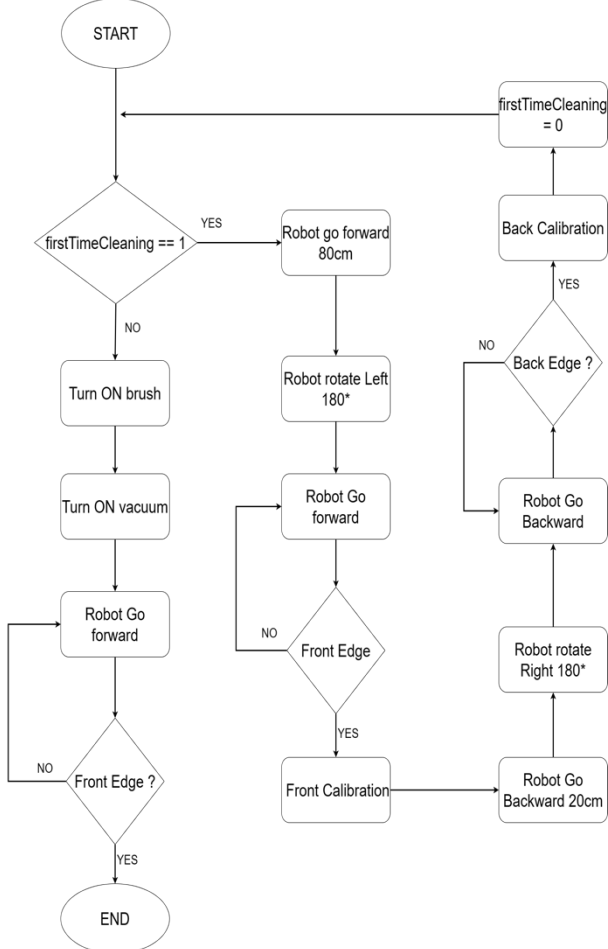 START
firstTimeCleaning == 1
YES
NO
Turn ON brush
Turn ON vacuum
Robot Go
forward
NO
Front Edge ?
YES
END
Robot go forward
80cm
Robot rotate Left
180*
Robot Go
forward
NO
Front Edge
YES
Front Calibration
Robot Go
Backward 20cm
Robot rotate
Right 180*
Robot Go
Backward
NO
Back Edge ?
YES
Back Calibration
firstTimeCleaning
= 0